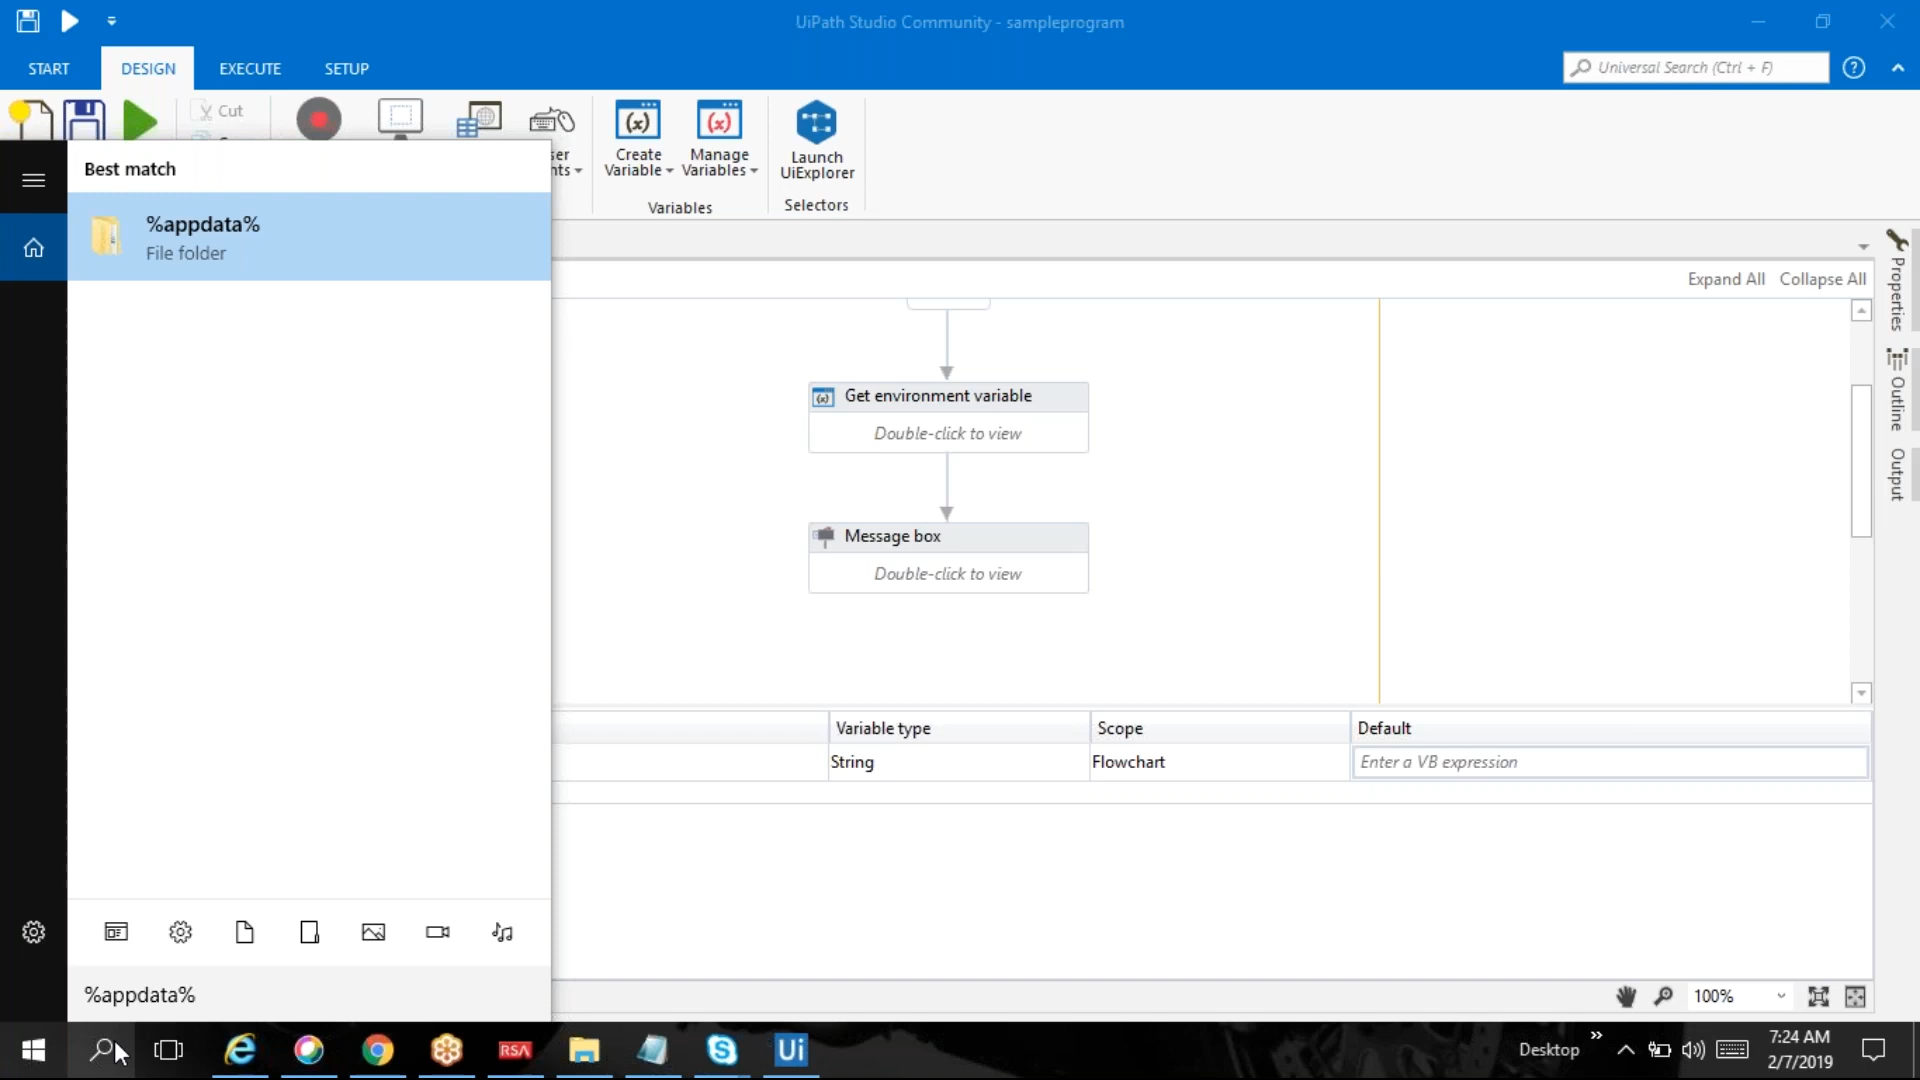 UiPath Studio Community - sampleprogram
START
DESIGN
EXECUTE
SETUP
Universal Search (Ctrl + F)
?
Cut
Create
Variable
Manage
Variables
Launch
UiExplorer
Variables
Selectors
Best match
%appdata%
File folder
Expand All
Collapse All
Properties
Outline
Output
Get environment variable
Double-click to view
Message box
Double-click to view
Variable type
Scope
Default
String
Flowchart
Enter a VB expression
%appdata%
100%
RSA
Ui
Desktop
7:24 AM
2/7/2019